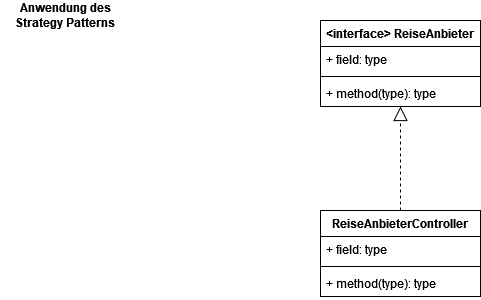 Anwendung des
Strategy Patterns
<interface> ReiseAnbieter
+ field: type
+ method(type): type
ReiseAnbieterController
+ field: type
+ method(type): type